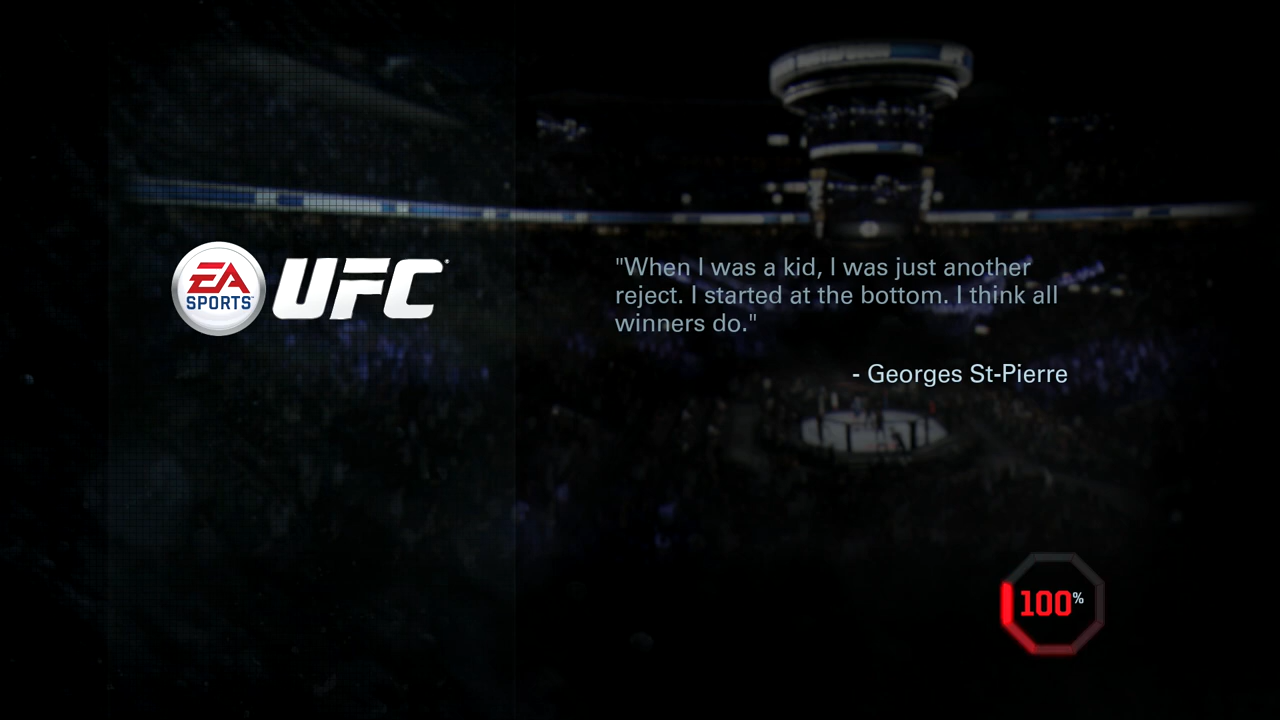 EA
SPORTS
UFC
"When I was a kid, I was just another
reject. I started at the bottom. I think all
winners do."
- Georges St-Pierre
100%